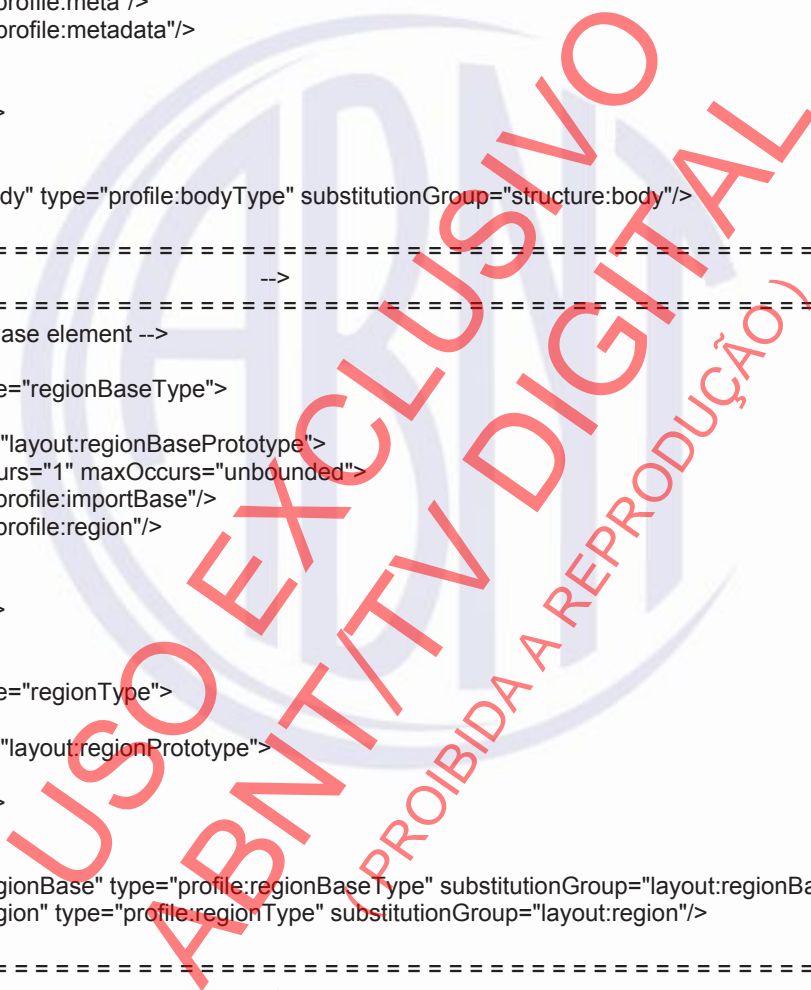 profile:meta"/>
profile:metadata"/>
>
dy" type="profile:bodyType" substitutionGroup="structure:body"/>
= = = = = = = = = = = = = = = = = = = = = = = = = = = = = = = = = = = = = = =
-->
= = = = = = = = = = = = = = = = = = = = = = = = = = = = = = = = = = = = = = =
ase element -->
e="regionBaseType">
"layout:regionBasePrototype">
urs="1" maxOccurs="unbounded">
profile:importBase"/>
profile:region"/>
>
e="regionType">
"layout:regionPrototype">
>
gionBase" type="profile:regionBaseType" substitutionGroup="layout:regionBa
gion" type="profile:regionType" substitutionGroup="layout:region"/>
= = = = = = = = = = = = = = = = = = = = = = = = = = = = = = = = = = = = = = =
ABNT
USO EXCLUSIVO
ABNT/TV DIGITAL
( PROIBIDA A REPRODUÇÃO )